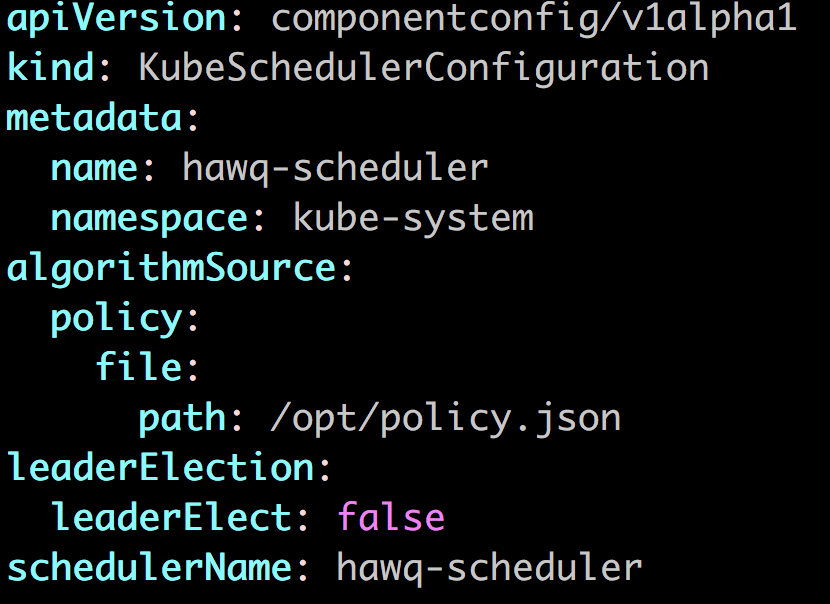 apiVersion: componentconfig/v1alpha1
kind: KubeSchedulerConfiguration
metadata:
  name: hawq-scheduler
  namespace: kube-system
algorithmSource:
  policy:
    file:
      path: /opt/policy.json
leaderElection:
  leaderElect: false
schedulerName: hawq-scheduler